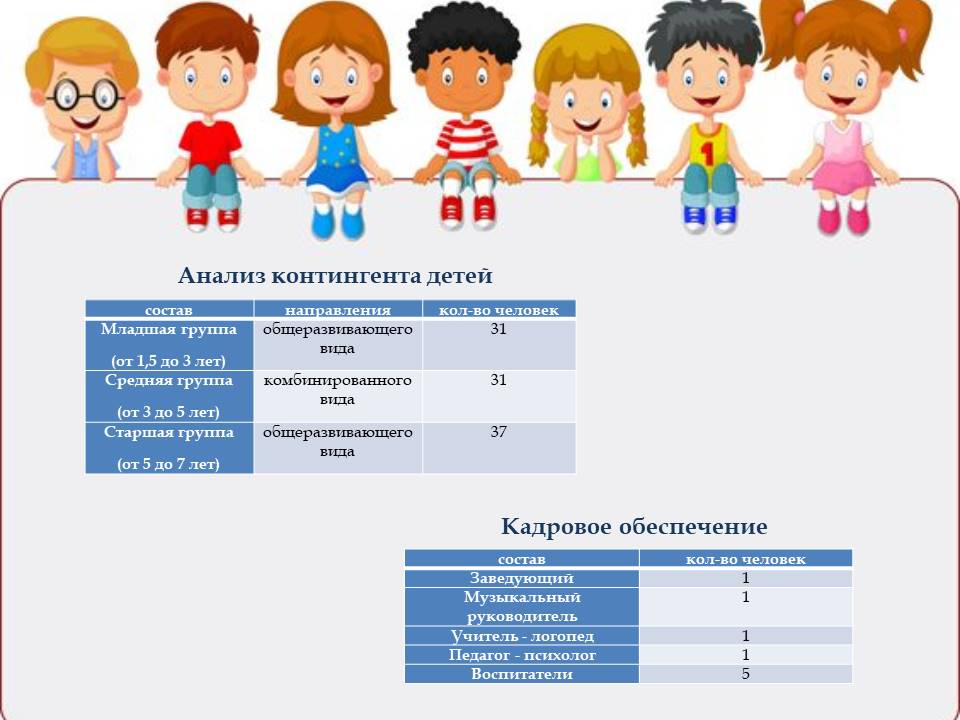 Анализ контингента детей
состав направления кол-во человек
Младшая группа общеразвивающего 31
вида
(от 1,5 до 3 лет)
Средняя группа комбинированного 31
вида
(от 3 до 5 лет)
Старшая группа общеразвивающего 37
вида
(от 5 до 7 лет)
Кадровое обеспечение
состав кол-во человек
Заведующий 1
Музыкальный 1
руководитель
Учитель - логопед 1
Педагог - психолог 1
Воспитатели 5
1